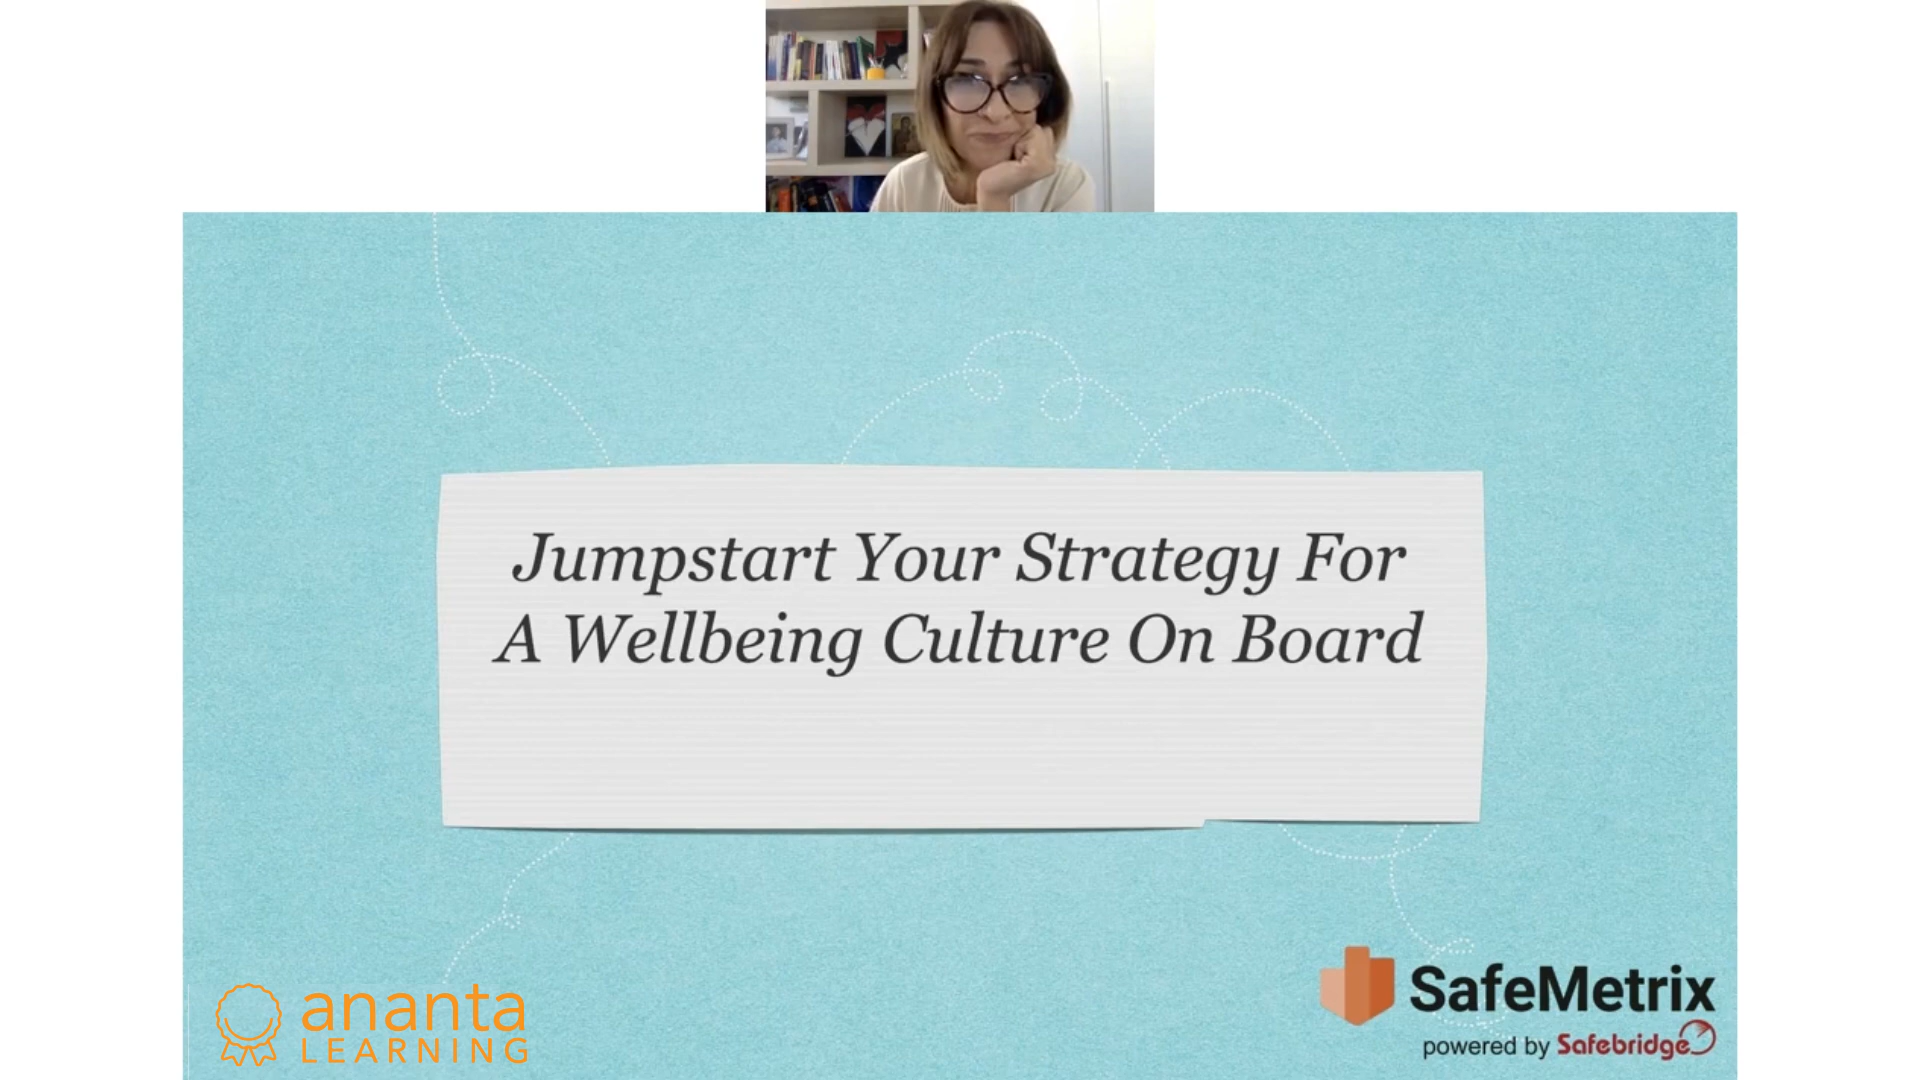 Jumpstart Your Strategy For
A Wellbeing Culture On Board
ananta
LEARNING
SafeMetrix
powered by Safebridge